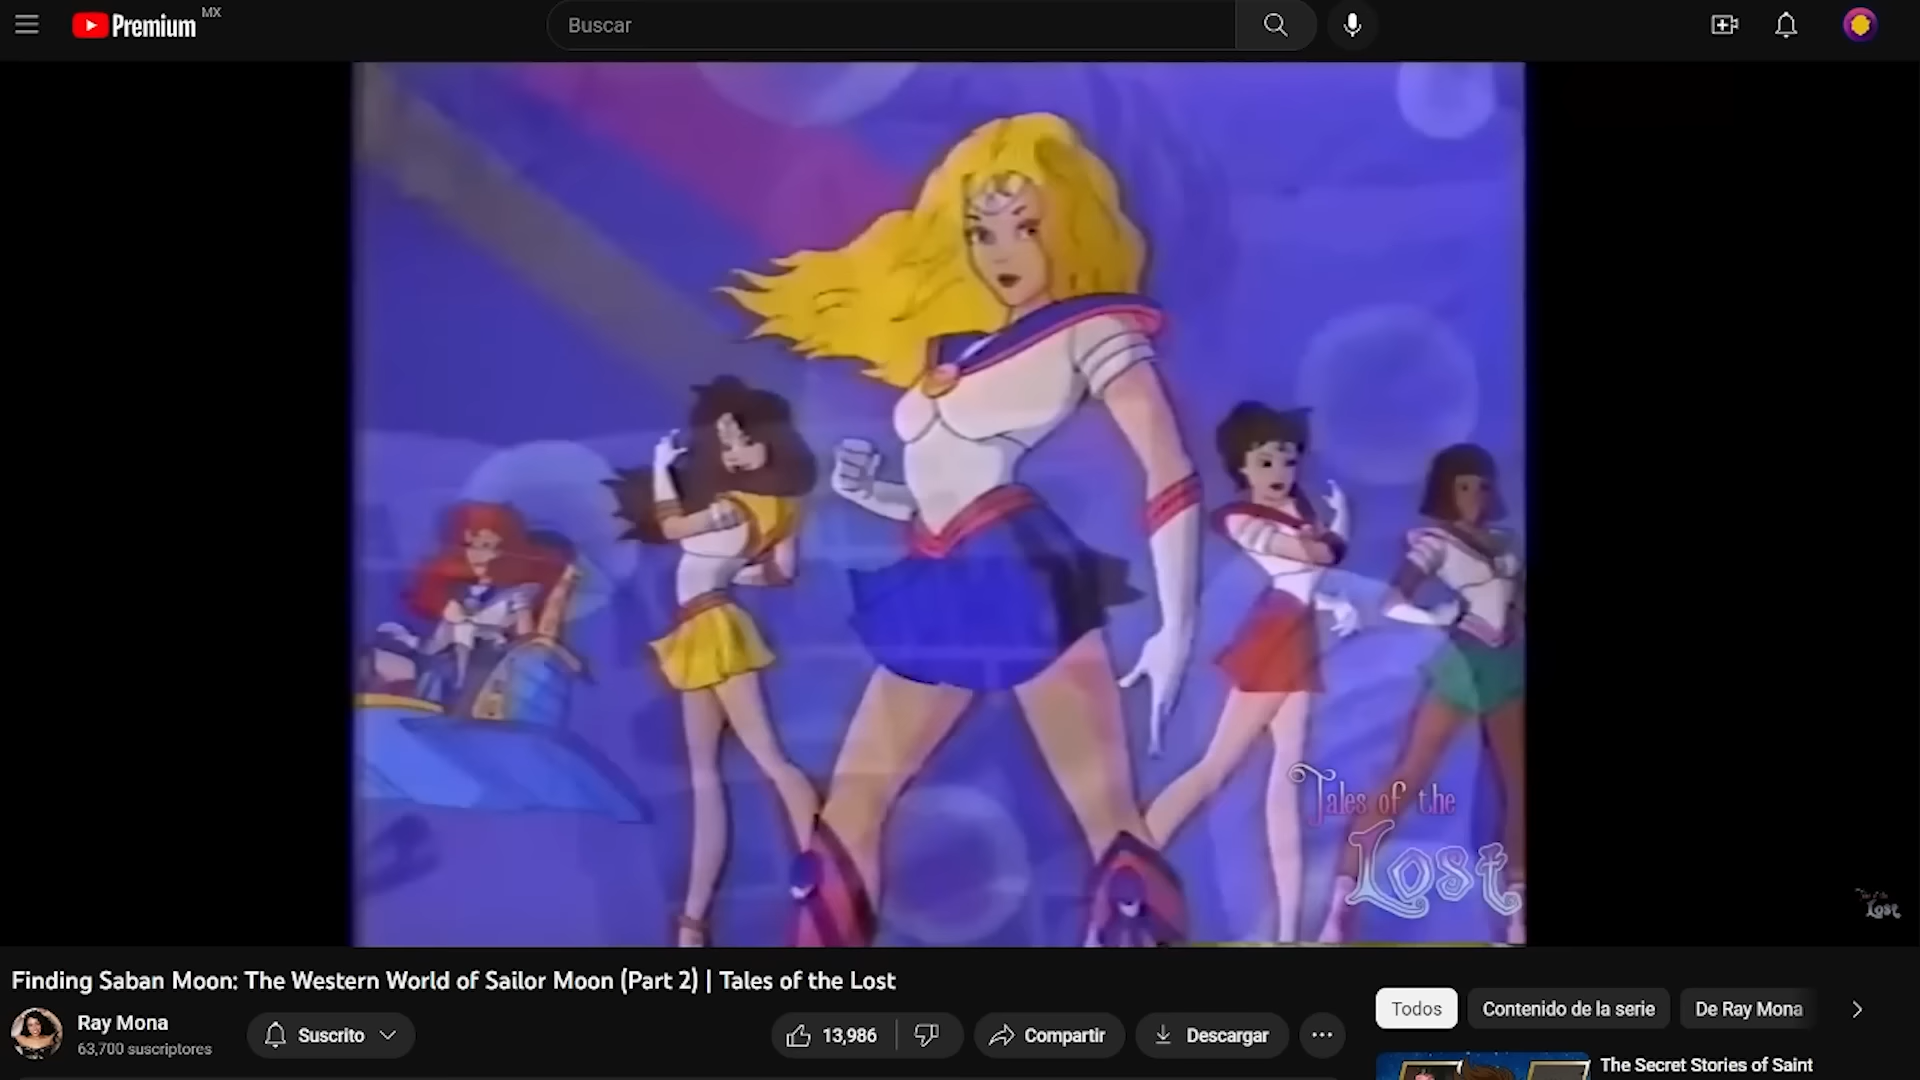 Premium MX
Buscar
Tales of the
Lost
Lost
Finding Saban Moon: The Western World of Sailor Moon (Part 2) | Tales of the Lost
Ray Mona
63,700 suscriptores
Suscrito
13,986
Compartir
Descargar
Todos
Contenido de la serie
De Ray Mona
The Secret Stories of Saint